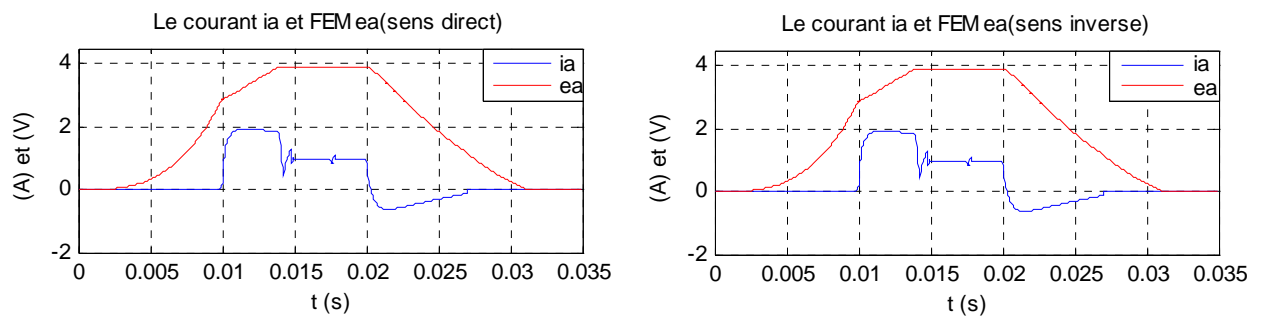 Le courant ia et FEM ea(sens direct)
4
2
0
-2
(A) et (V)
ia
ea
0 0.005 0.01 0.015 0.02 0.025 0.03 0.035
t (s)
Le courant ia et FEM ea(sens inverse)
4
2
0
-2
(A) et (V)
ia
ea
0 0.005 0.01 0.015 0.02 0.025 0.03 0.035
t (s)